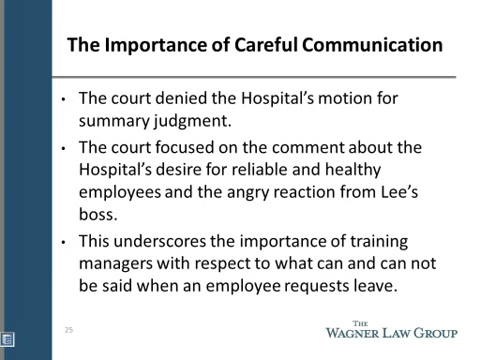 The Importance of Careful Communication
• The court denied the Hospital's motion for
summary judgment.
• The court focused on the comment about the
Hospital's desire for reliable and healthy
employees and the angry reaction from Lee's
boss.
• This underscores the importance of training
managers with respect to what can and can not
be said when an employee requests leave.
25
THE
WAGNER LAW GROUP